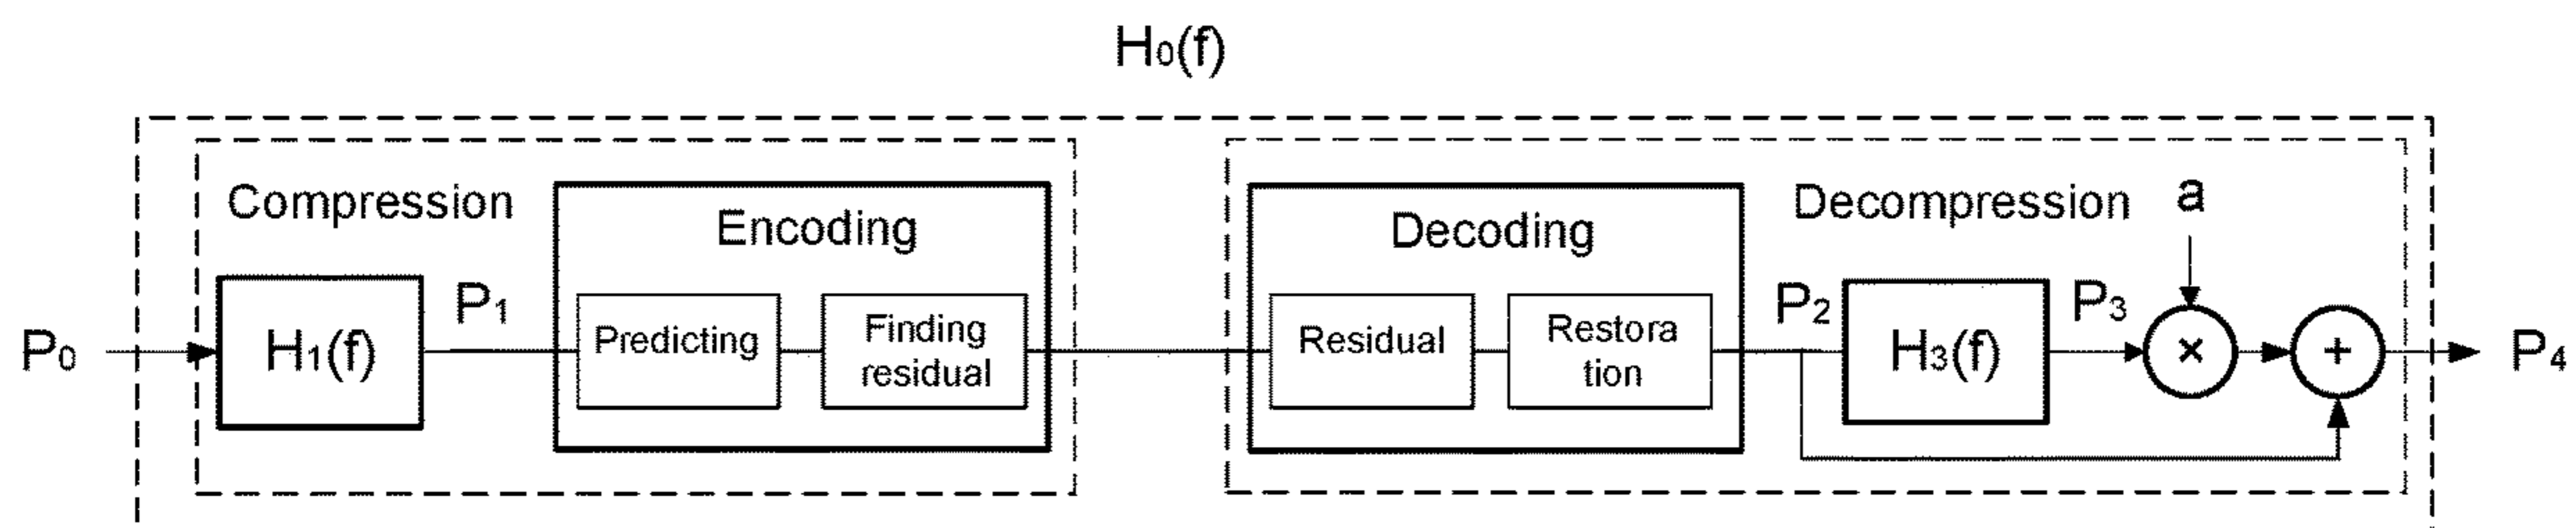 H₀(f)
Compression
Encoding
Decoding
Decompression
a
P₀
H₁(f)
P₁
Predicting
Finding
residual
Residual
Restora
tion
P₂
H₃(f)
P₃
×
+
P₄